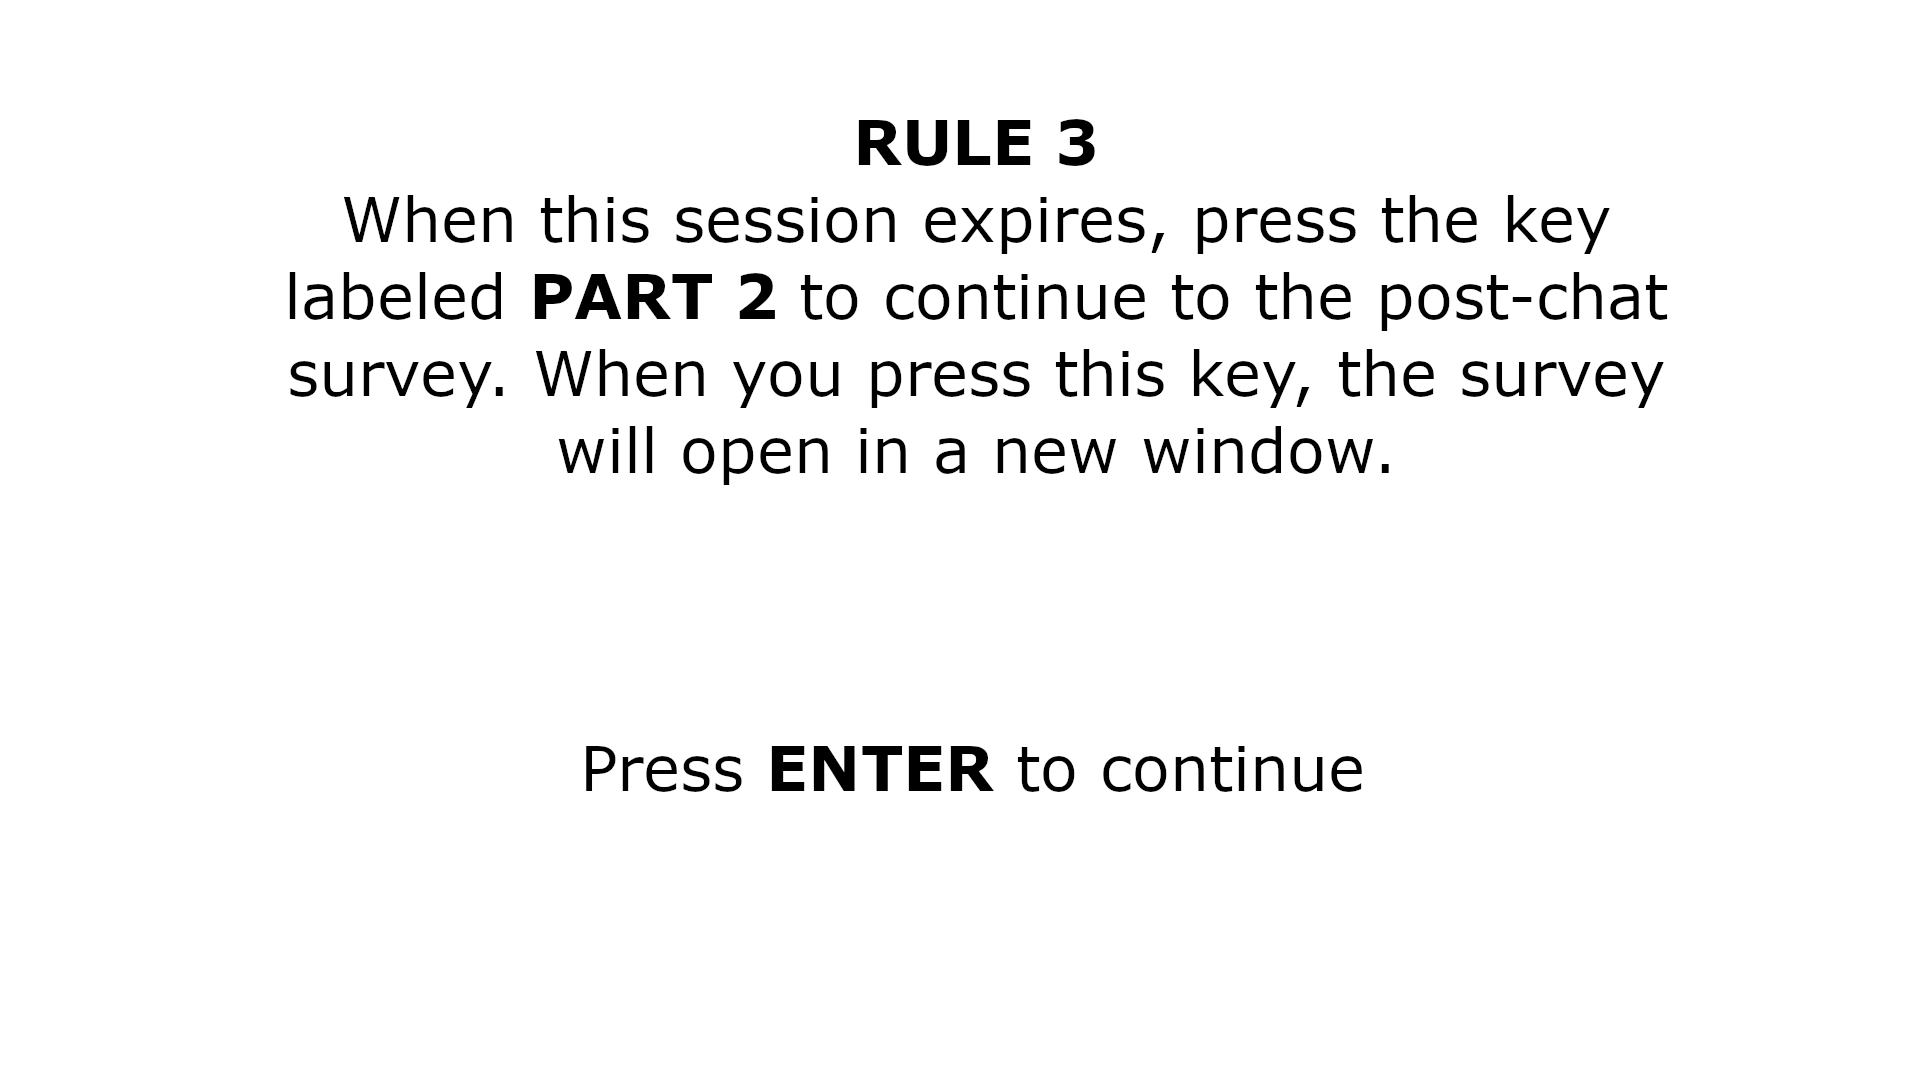 RULE 3
When this session expires, press the key
labeled PART 2 to continue to the post-chat
survey. When you press this key, the survey
will open in a new window.
Press ENTER to continue